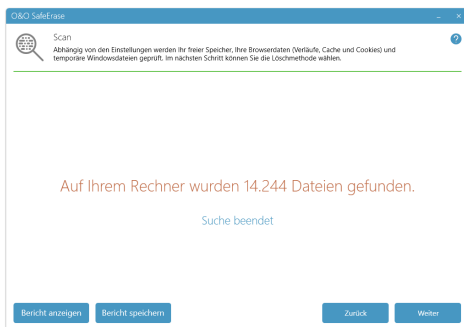 O&O SafeErase
Scan
Abhängig von den Einstellungen werden Ihr freier Speicher, Ihre Browserdaten (Verläufe, Cache und Cookies) und
temporäre Windowsdateien geprüft. Im nächsten Schritt können Sie die Löschmethode wählen.
Auf Ihrem Rechner wurden 14.244 Dateien gefunden.
Suche beendet
Bericht anzeigen Bericht speichern Zurück Weiter